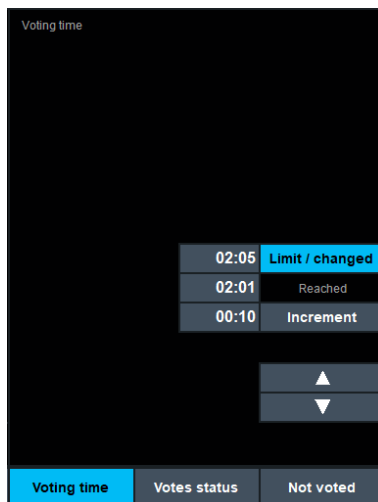 Voting time
02:05 Limit / changed
02:01 Reached
00:10 Increment
▲
▼
Voting time Votes status Not voted